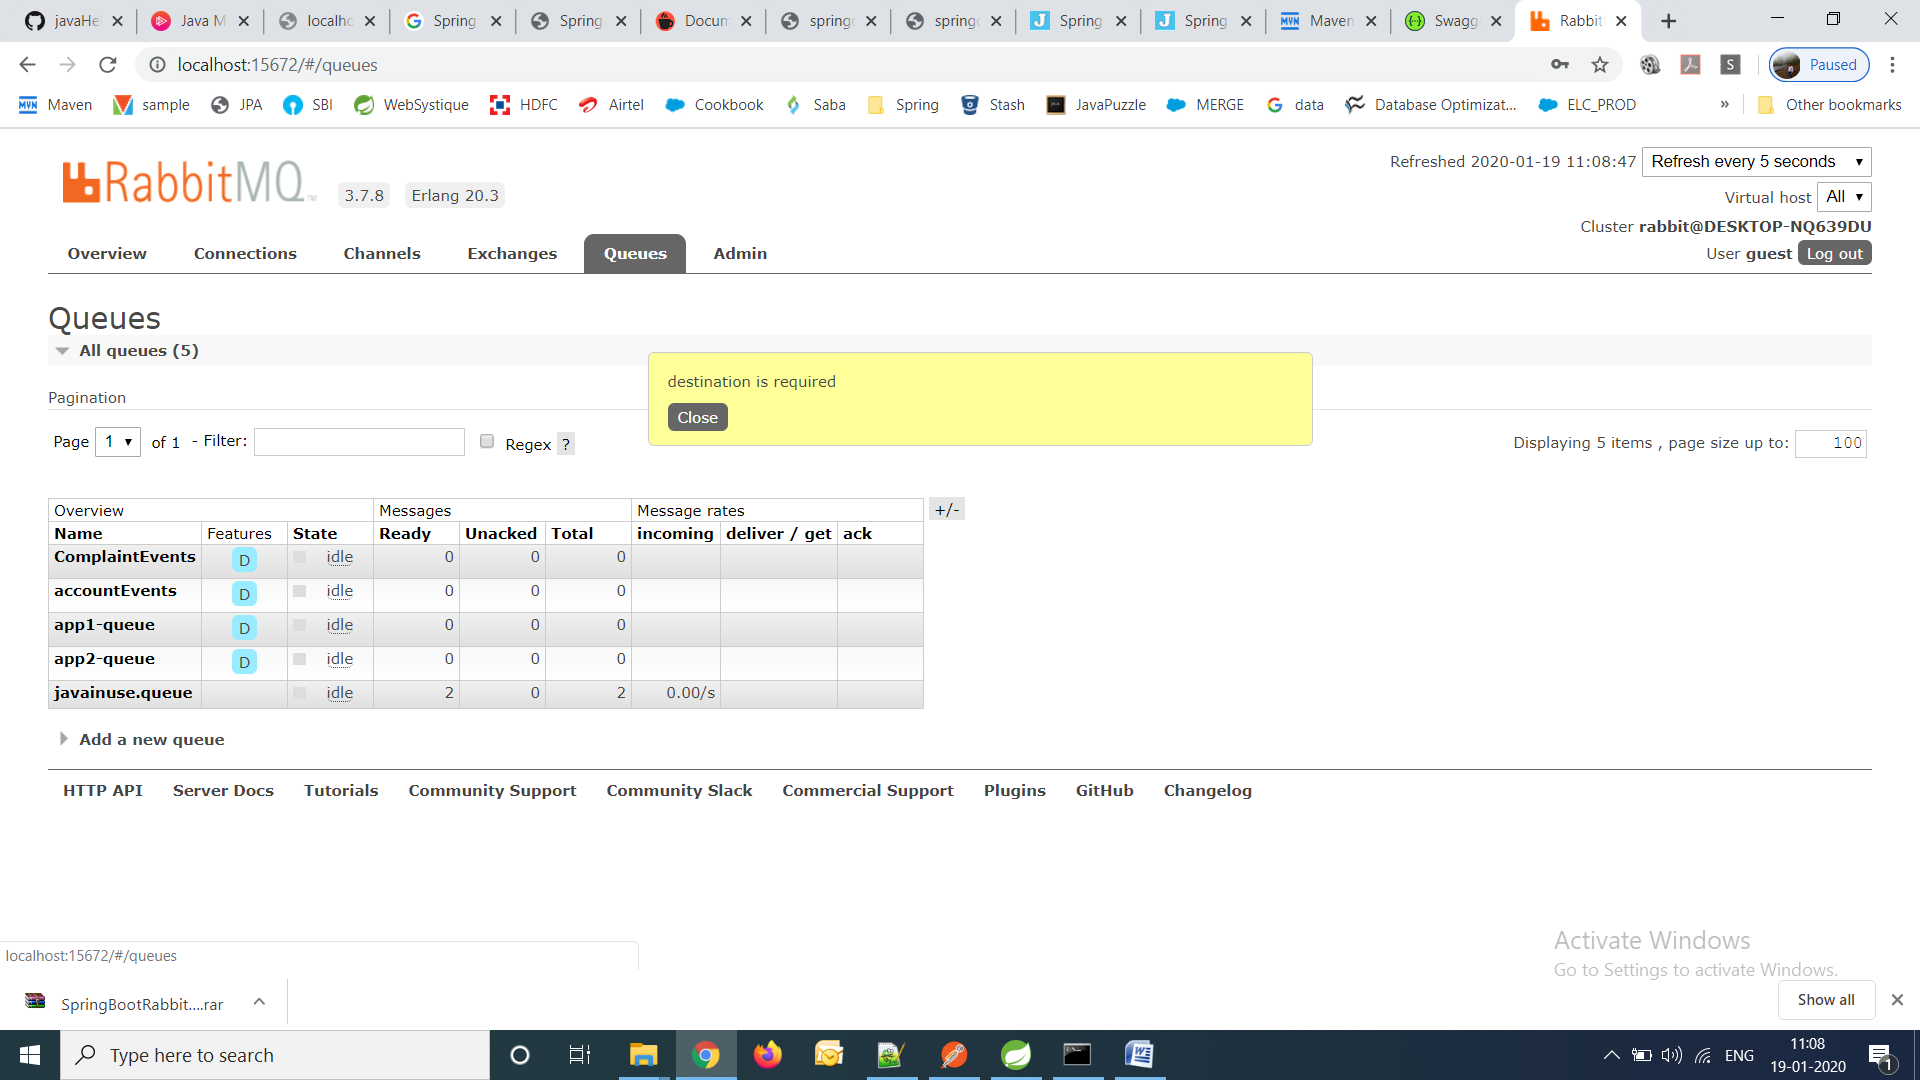 javaHe
Java M
localho
Spring
Spring
Docum
springe
springe
Spring
Spring
Maven
Swagg
Rabbit
localhost:15672/#/queues
Paused
Maven
sample
JPA
SBI
WebSystique
HDFC
Airtel
Cookbook
Saba
Spring
Stash
JavaPuzzle
MERGE
data
Database Optimizat...
ELC_PROD
»
Other bookmarks
RabbitMQ™ 3.7.8 Erlang 20.3
Refreshed 2020-01-19 11:08:47 Refresh every 5 seconds
Virtual host All
Cluster rabbit@DESKTOP-NQ639DU
User guest Log out
Overview Connections Channels Exchanges Queues Admin
Queues
All queues (5)
destination is required
Close
Pagination
Page 1 of 1 - Filter: Regex ?
Displaying 5 items , page size up to: 100
Overview Messages Message rates +/-
Name Features State Ready Unacked Total incoming deliver / get ack
ComplaintEvents D idle 0 0 0
accountEvents D idle 0 0 0
app1-queue D idle 0 0 0
app2-queue D idle 0 0 0
javainuse.queue idle 2 0 2 0.00/s
Add a new queue
HTTP API Server Docs Tutorials Community Support Community Slack Commercial Support Plugins GitHub Changelog
Activate Windows
Go to Settings to activate Windows.
localhost:15672/#/queues
SpringBootRabbit....rar
Show all
Type here to search
ENG
11:08
19-01-2020
1